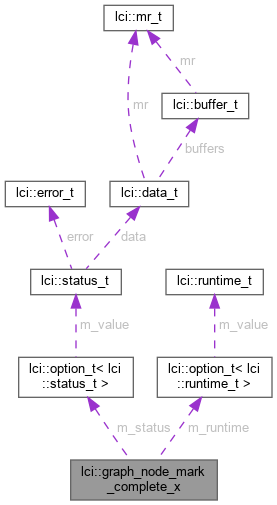 lci::mr_t
mr
lci::buffer_t
mr
buffers
lci::error_t
lci::data_t
error
data
lci::status_t
lci::runtime_t
m_value
m_value
lci::option_t< lci
::status_t >
lci::option_t< lci
::runtime_t >
m_status
m_runtime
lci::graph_node_mark
_complete_x